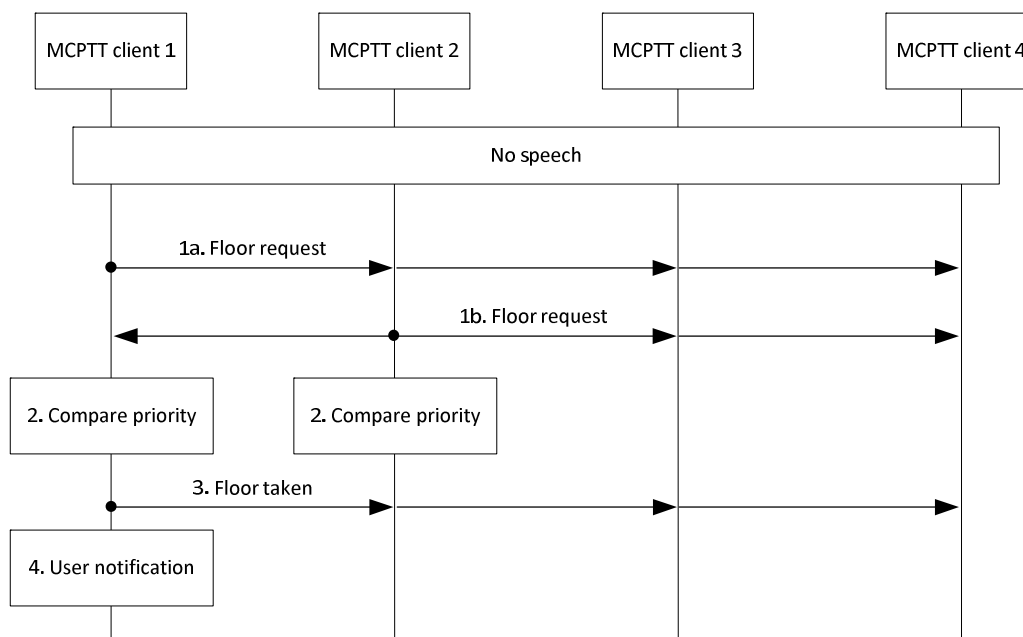 MCPTT client 1
MCPTT client 2
MCPTT client 3
MCPTT client 4
No speech
1a. Floor request
1b. Floor request
2. Compare priority
2. Compare priority
3. Floor taken
4. User notification